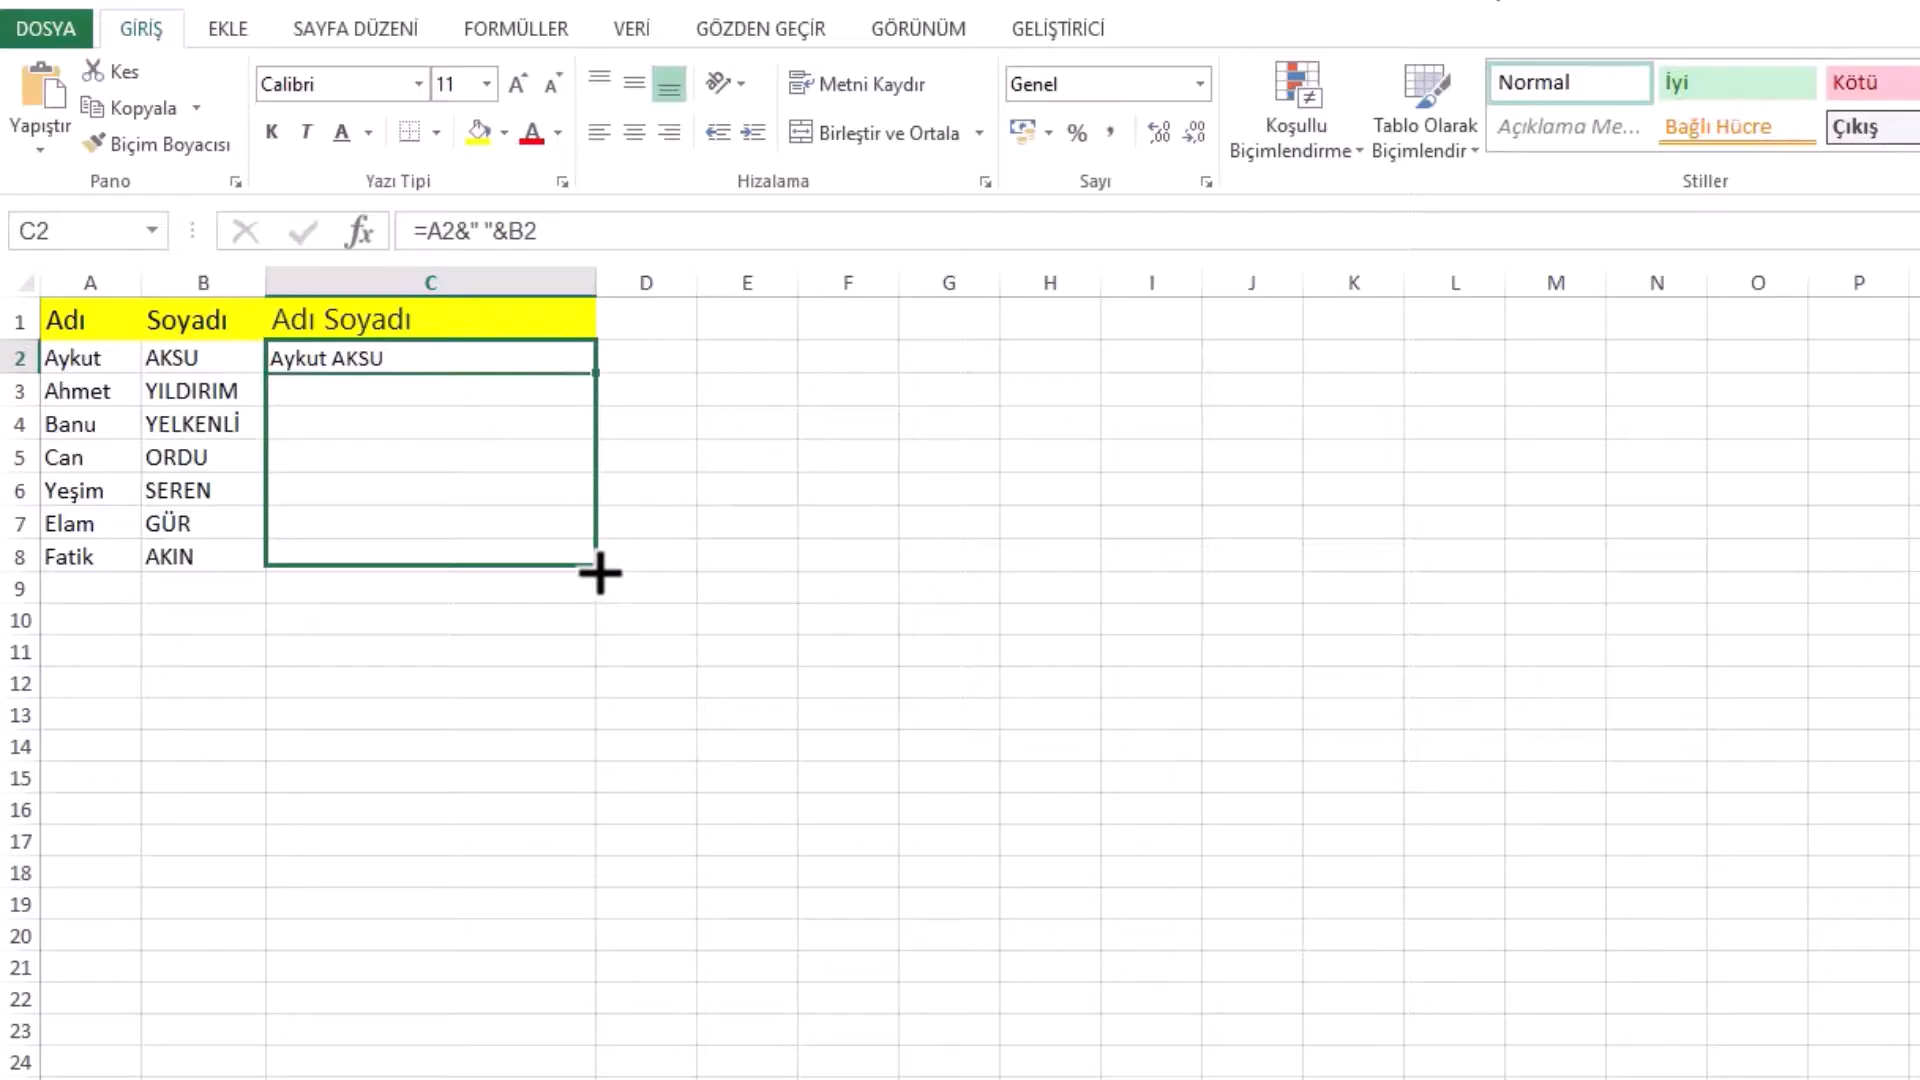 DOSYA GİRİŞ EKLE SAYFA DÜZENİ FORMÜLLER VERİ GÖZDEN GEÇİR GÖRÜNÜM GELİŞTİRİCİ
Yapıştır
Kes
Kopyala
Biçim Boyacısı
Pano
Calibri 11 A A
K T A A
Yazı Tipi
Metni Kaydır
Birleştir ve Ortala
Hizalama
Genel
% ,00 ,00
Sayı
Koşullu
Biçimlendirme
Tablo Olarak
Biçimlendir
Normal İyi Kötü
Açıklama Me... Bağlı Hücre Çıkış
Stiller
C2 fx =A2&" "&B2
A B C D E F G H I J K L M N O P
1 Adı Soyadı Adı Soyadı
2 Aykut AKSU Aykut AKSU
3 Ahmet YILDIRIM
4 Banu YELKENLİ
5 Can ORDU
6 Yeşim SEREN
7 Elam GÜR
8 Fatik AKIN
9
10
11
12
13
14
15
16
17
18
19
20
21
22
23
24